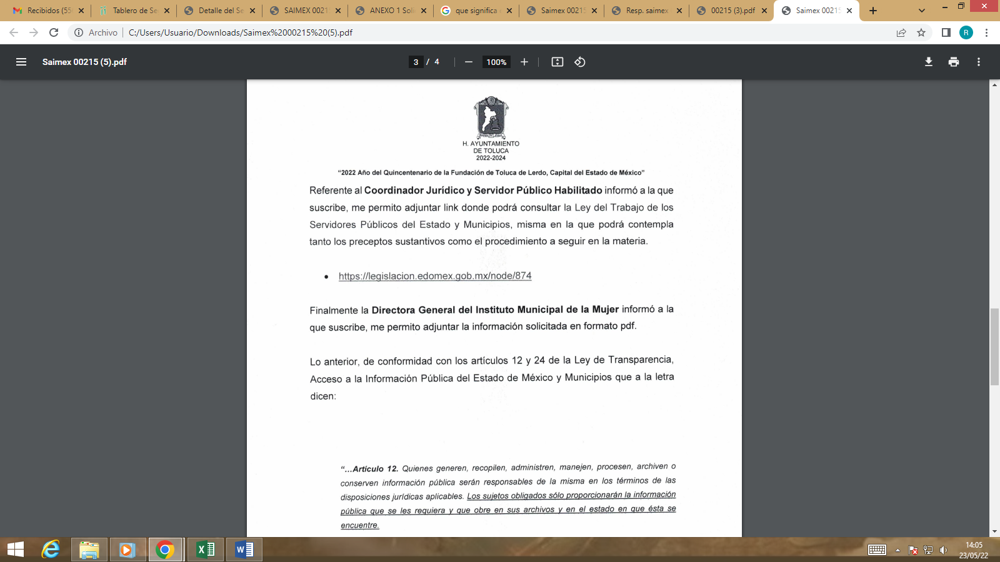 Recibidos (55
Tablero de Se
Detalle del Se
SAIMEX 0021
ANEXO 1 Soli
que significa
Saimex 00215
Resp. saimex
00215 (3).pdf
Saimex 00215
Archivo
C:/Users/Usuario/Downloads/Saimex%2000215%20(5).pdf
R
Saimex 00215 (5).pdf
3 / 4
100%
H. AYUNTAMIENTO
DE TOLUCA
2022-2024
“2022 Año del Quincentenario de la Fundación de Toluca de Lerdo, Capital del Estado de México”
Referente al Coordinador Jurídico y Servidor Público Habilitado informó a la que
suscribe, me permito adjuntar link donde podrá consultar la Ley del Trabajo de los
Servidores Públicos del Estado y Municipios, misma en la que podrá contempla
tanto los preceptos sustantivos como el procedimiento a seguir en la materia.
• https://legislacion.edomex.gob.mx/node/874
Finalmente la Directora General del Instituto Municipal de la Mujer informó a la
que suscribe, me permito adjuntar la información solicitada en formato pdf.
Lo anterior, de conformidad con los artículos 12 y 24 de la Ley de Transparencia,
Acceso a la Información Pública del Estado de México y Municipios que a la letra
dicen:
“...Artículo 12. Quienes generen, recopilen, administren, manejen, procesen, archiven o
conserven información pública serán responsables de la misma en los términos de las
disposiciones jurídicas aplicables. Los sujetos obligados sólo proporcionarán la información
pública que se les requiera y que obre en sus archivos y en el estado en que ésta se
encuentre.
14:05
23/05/22